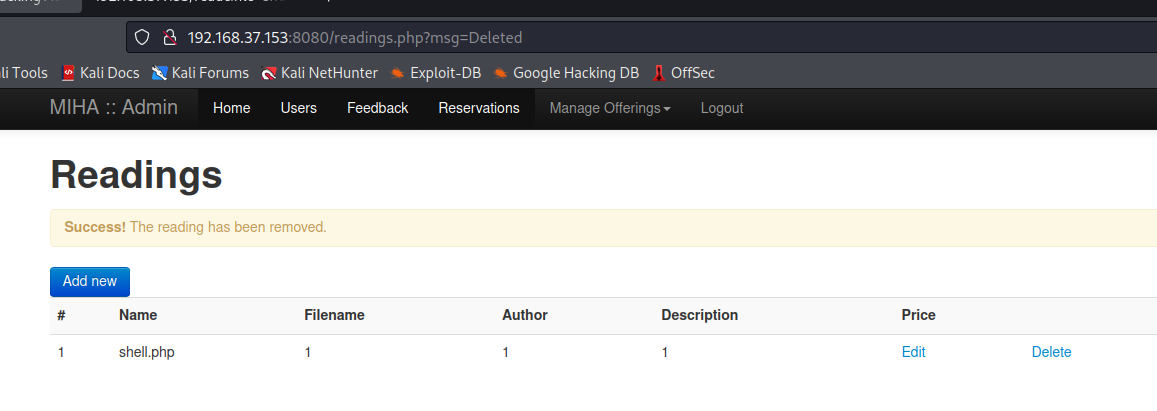 192.168.37.153:8080/readings.php?msg=Deleted
li Tools Kali Docs Kali Forums Kali NetHunter Exploit-DB Google Hacking DB OffSec
MIHA :: Admin Home Users Feedback Reservations Manage Offerings Logout
Readings
Success! The reading has been removed.
Add new
# Name Filename Author Description Price
1 shell.php 1 1 1 Edit Delete